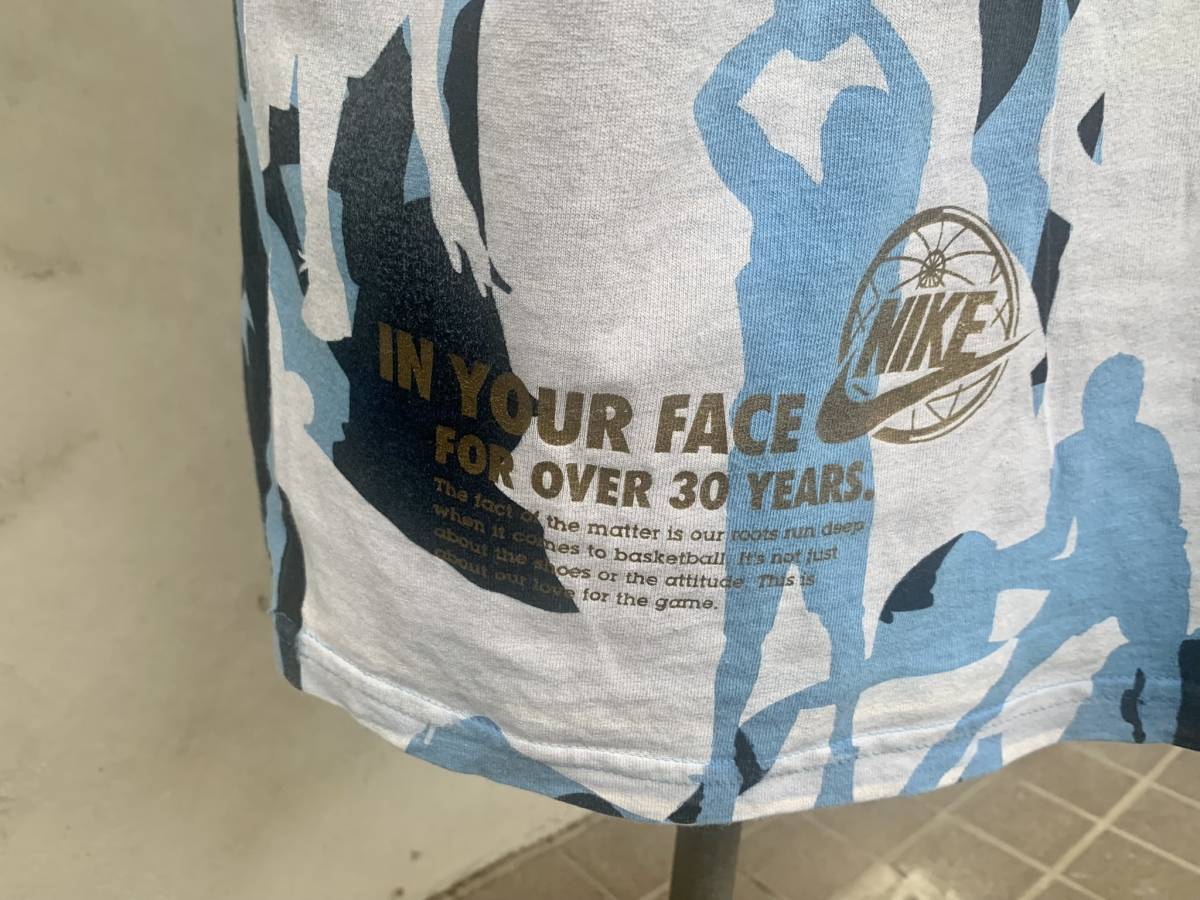 NIKE
IN YOUR FACE
FOR OVER 30 YEARS.
The fact of the matter is our roots run deep
when it comes to basketball. It's not just
about the shoes or the attitude. This is
about our love for the game.